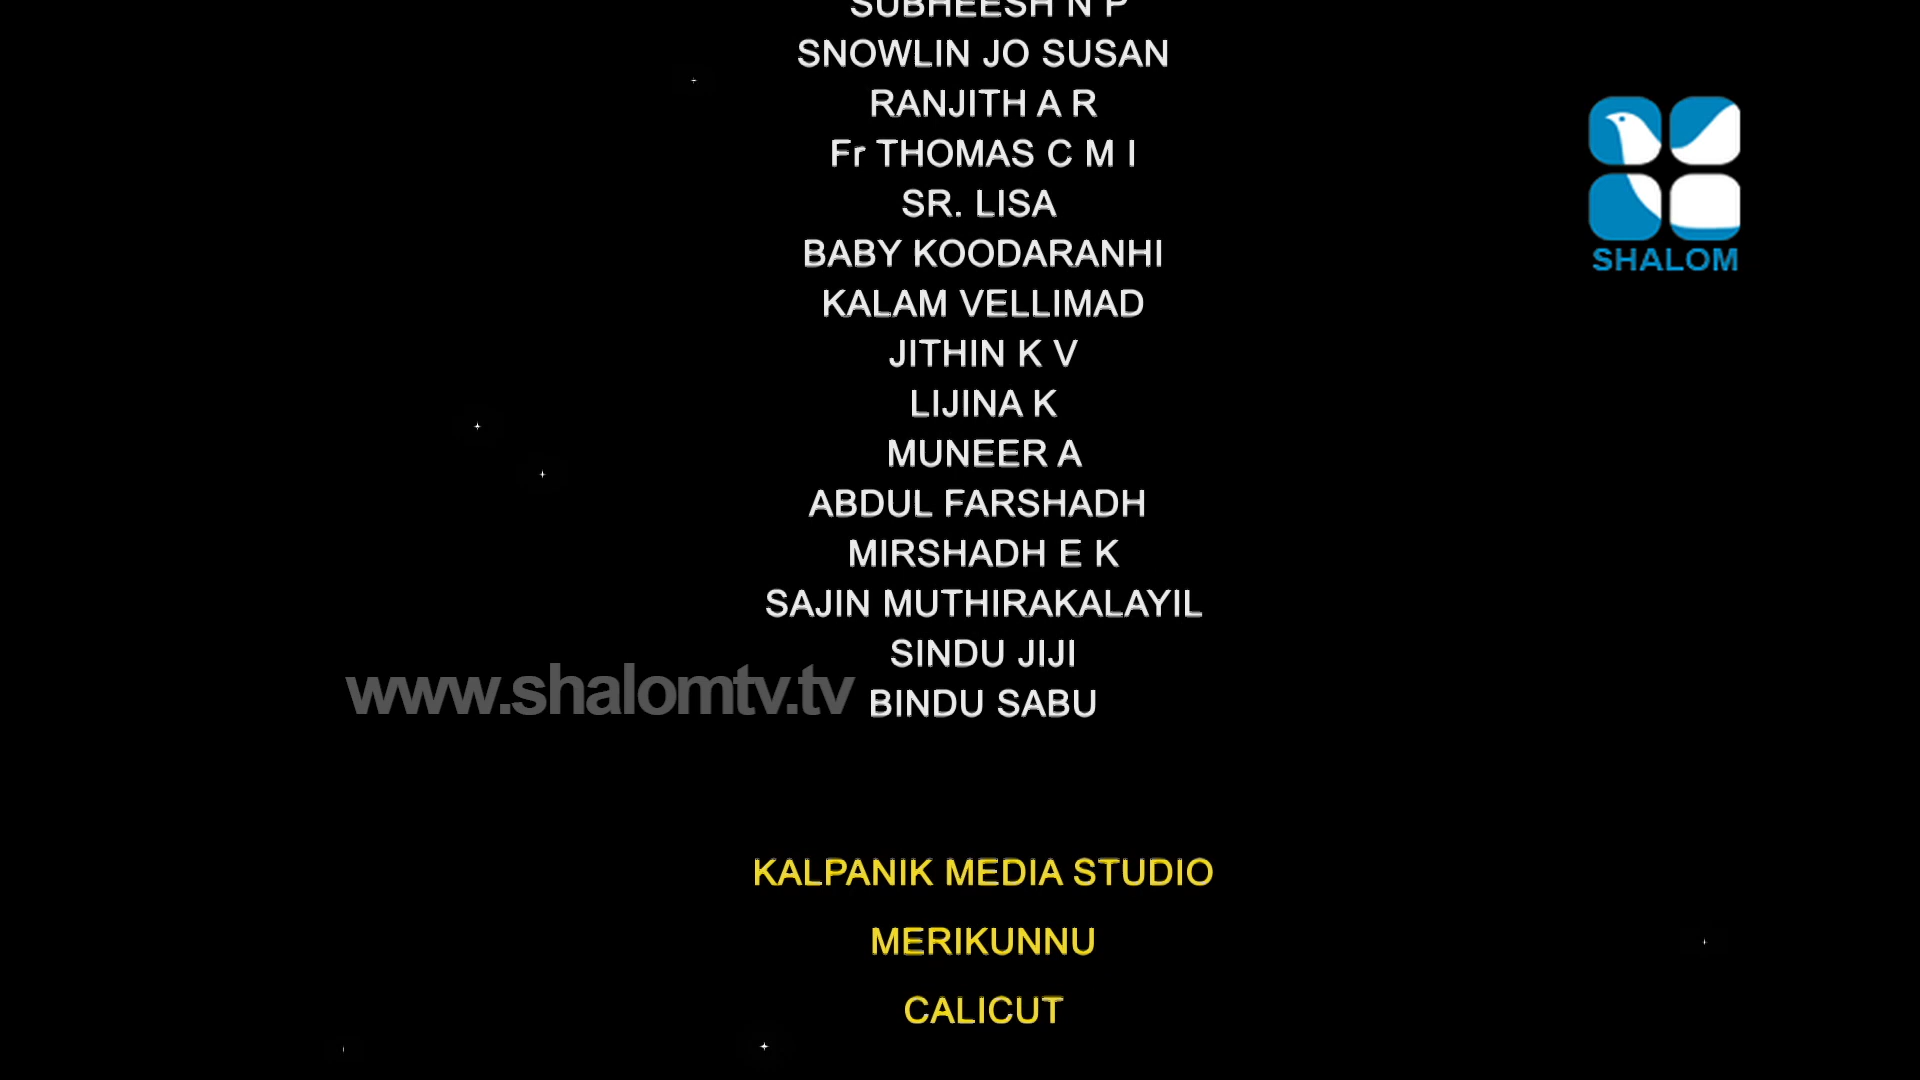 SUBHEESH N P
SNOWLIN JO SUSAN
RANJITH A R
Fr THOMAS C M I
SR. LISA
BABY KOODARANHI
SHALOM
KALAM VELLIMAD
JITHIN K V
LIJINA K
MUNEER A
ABDUL FARSHADH
MIRSHADH E K
SAJIN MUTHIRAKALAYIL
SINDU JIJI
www.shalomtv.tv
BINDU SABU
KALPANIK MEDIA STUDIO
MERIKUNNU
CALICUT